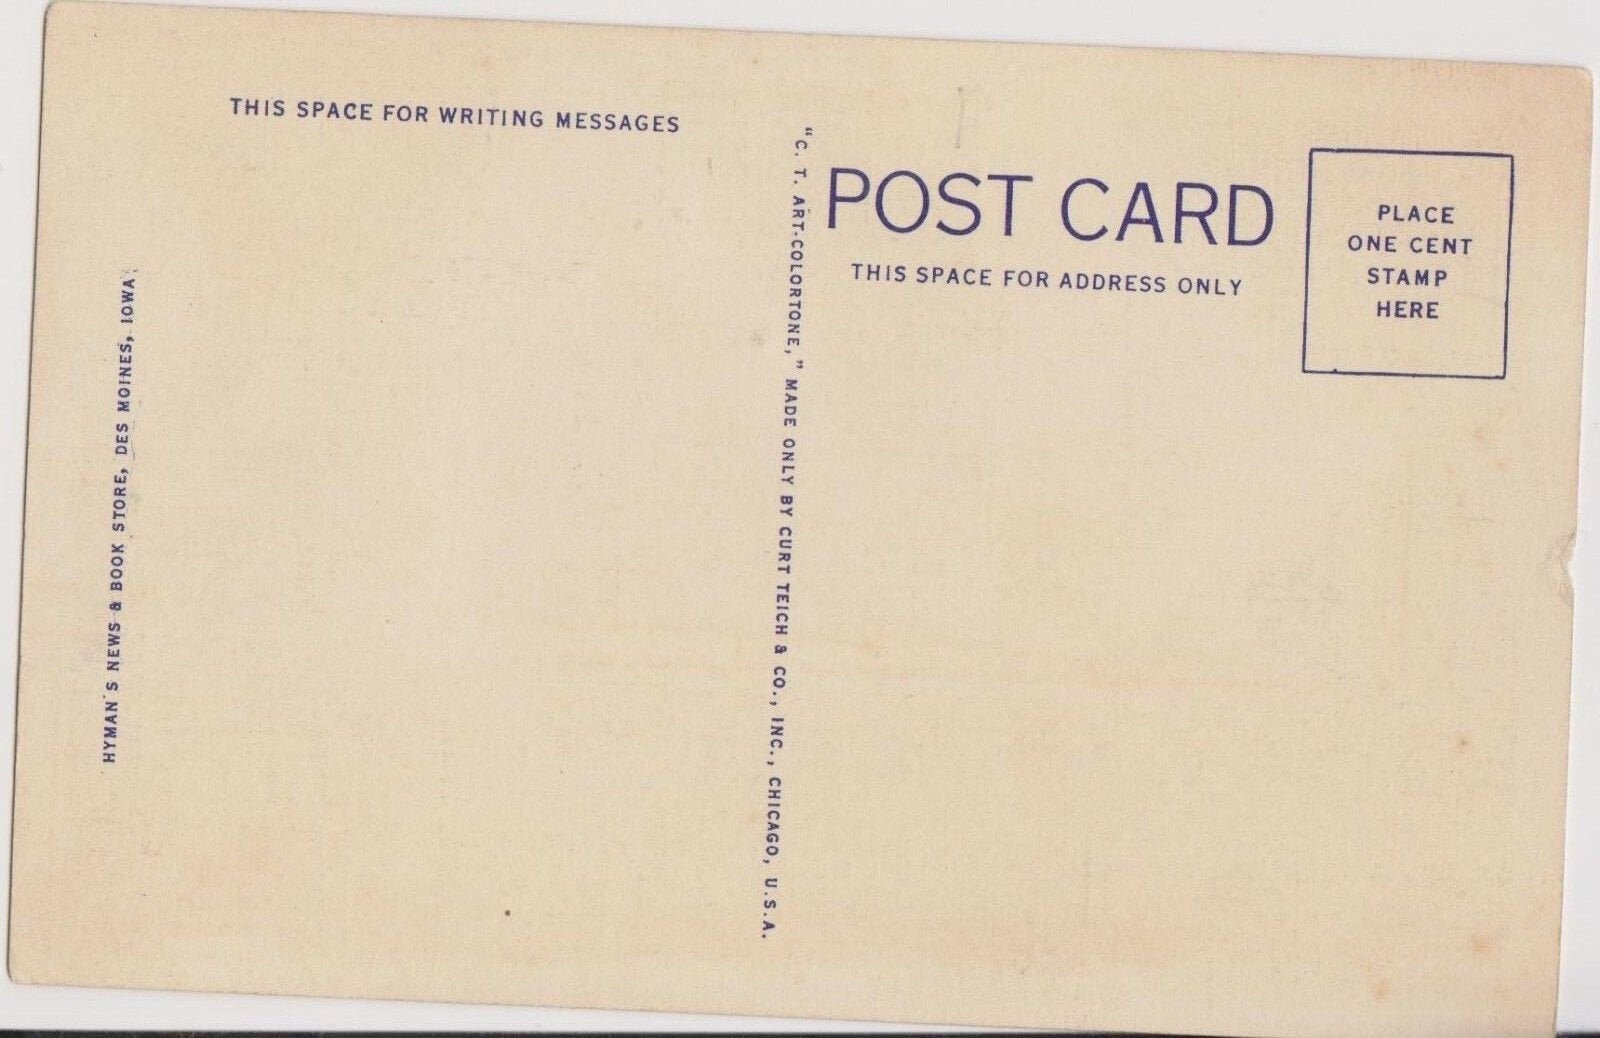 THIS SPACE FOR WRITING MESSAGES
HYMAN'S NEWS & BOOK STORE, DES MOINES, IOWA
"C. T. ART-COLORTONE," MADE ONLY BY CURT TEICH & CO., INC., CHICAGO, U.S.A.
POST CARD
THIS SPACE FOR ADDRESS ONLY
PLACE
ONE CENT
STAMP
HERE